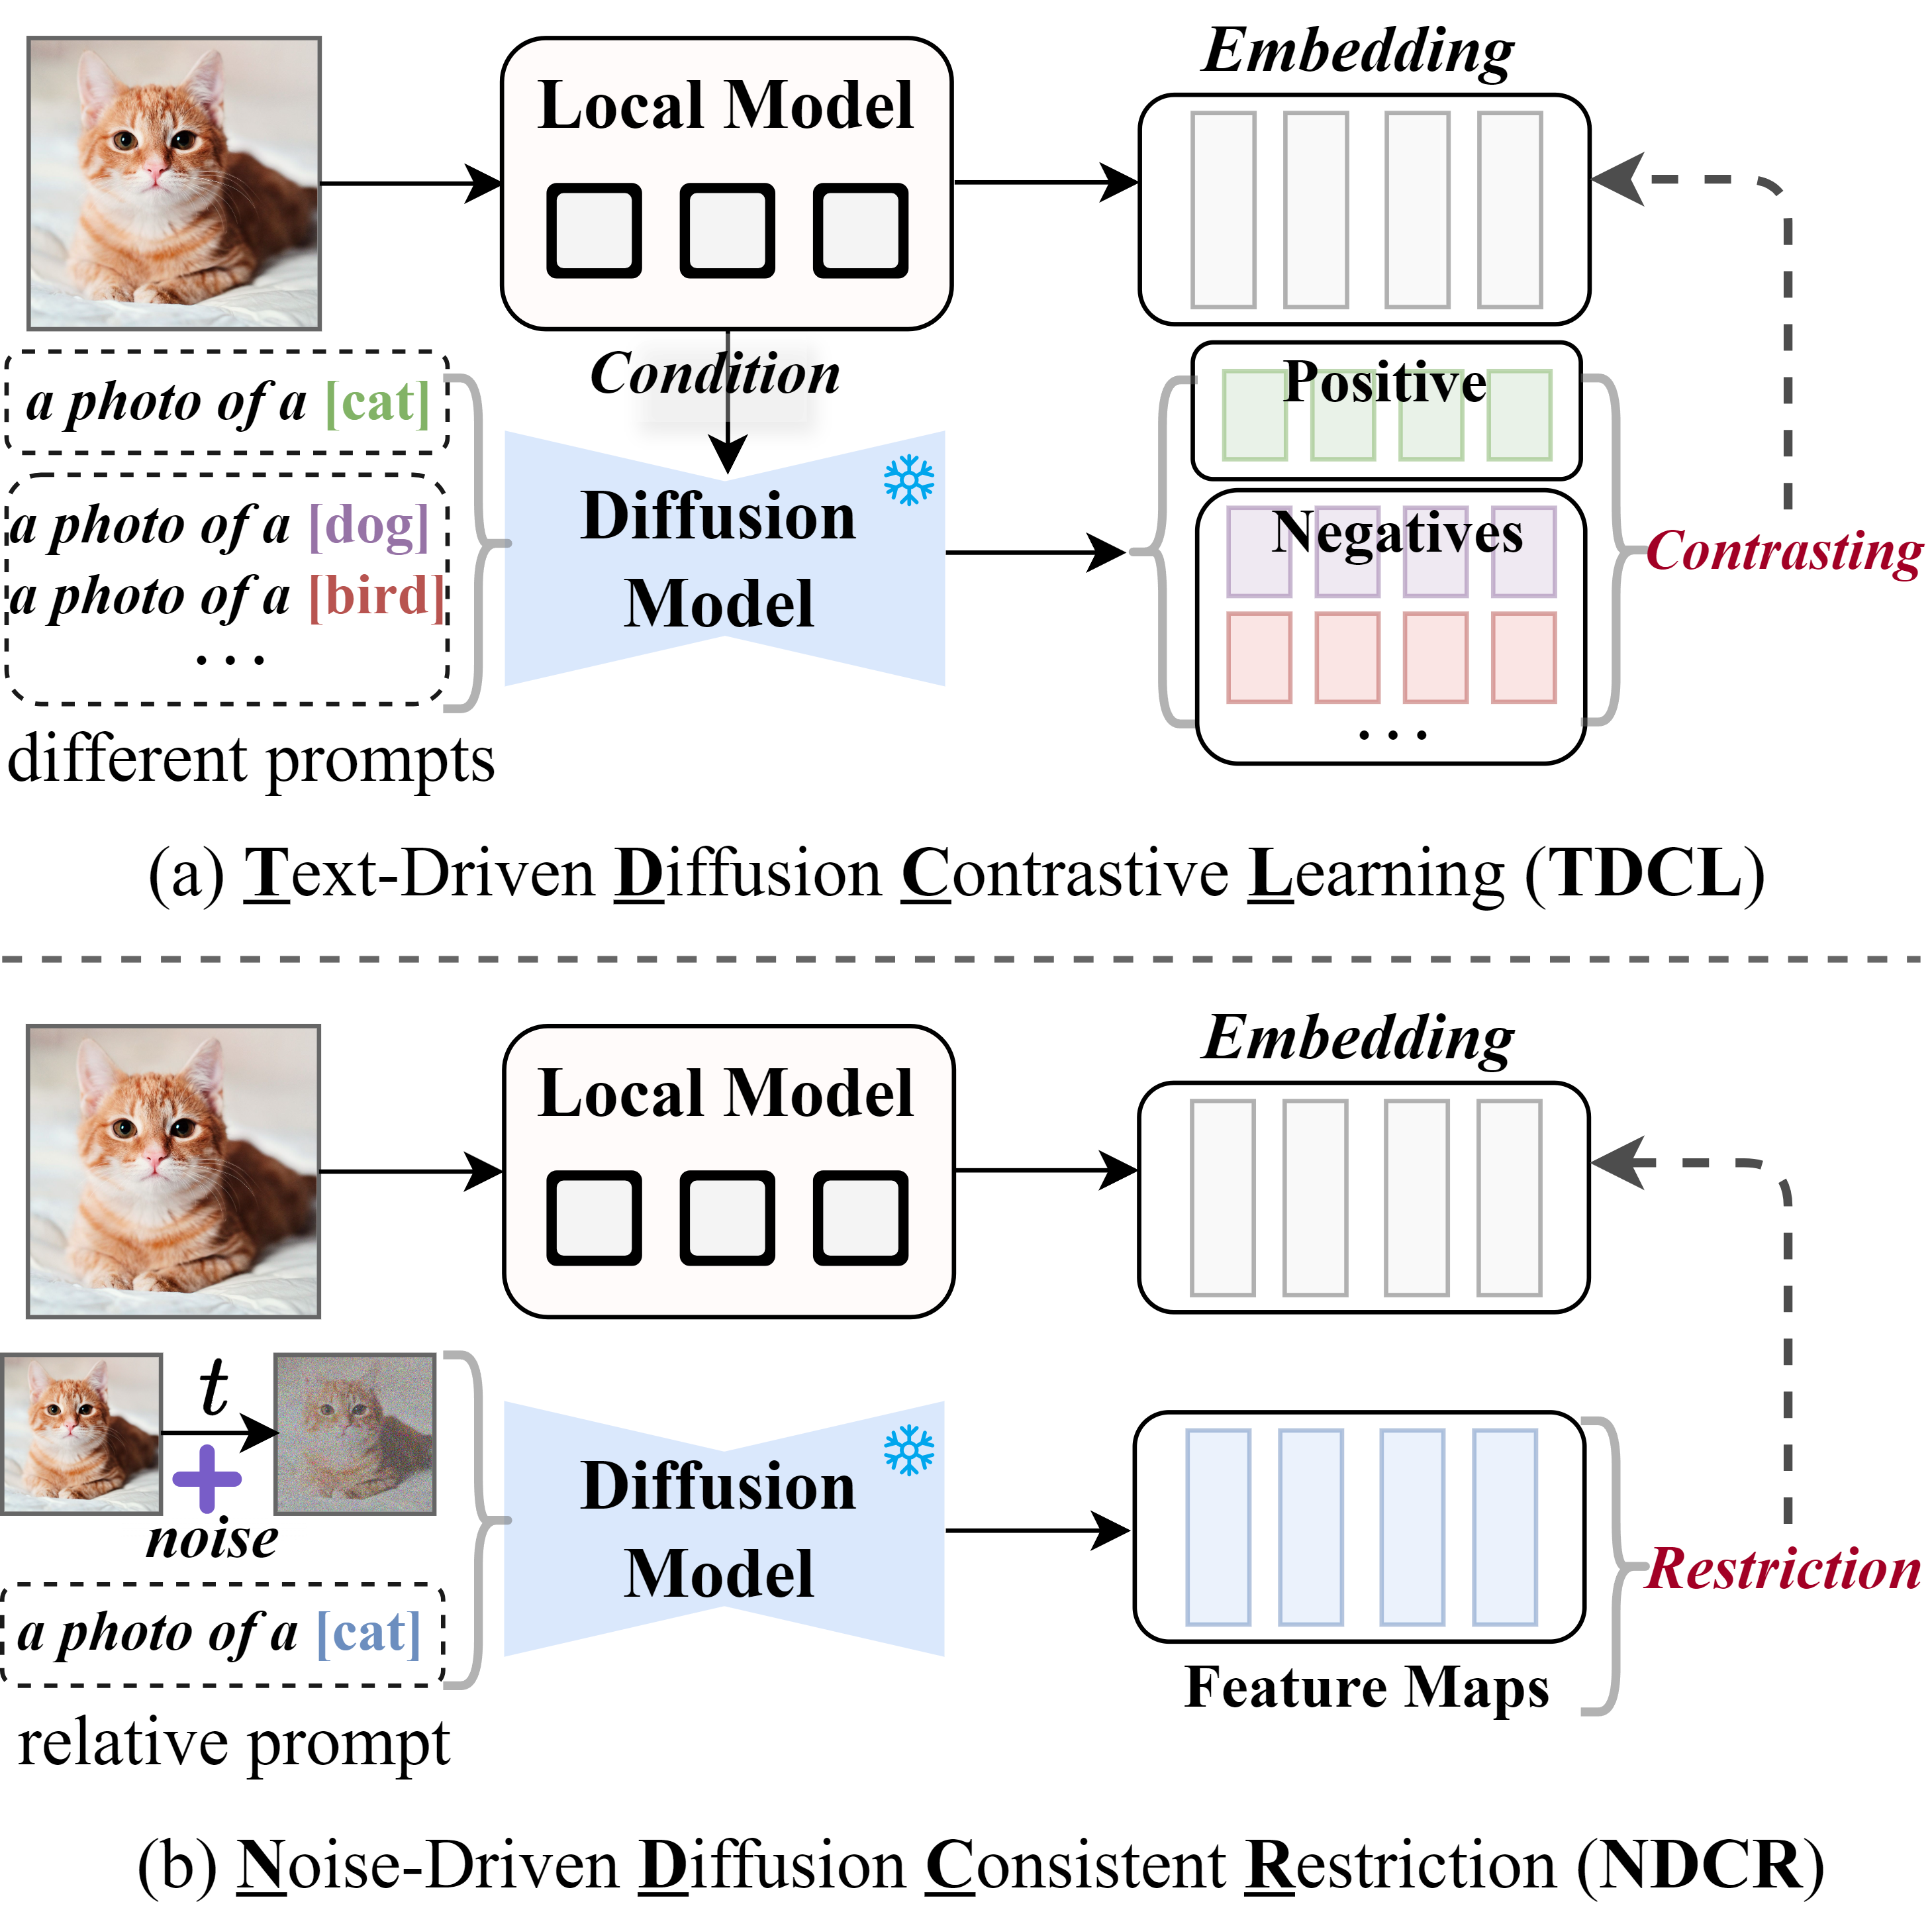 Embedding
Local Model
Condition
a photo of a [cat]
a photo of a [dog]
a photo of a [bird]
...
different prompts
Diffusion
Model
Positive
Negatives
...
Contrasting
(a) Text-Driven Diffusion Contrastive Learning (TDCL)
Embedding
Local Model
t
noise
a photo of a [cat]
relative prompt
Diffusion
Model
Feature Maps
Restriction
(b) Noise-Driven Diffusion Consistent Restriction (NDCR)